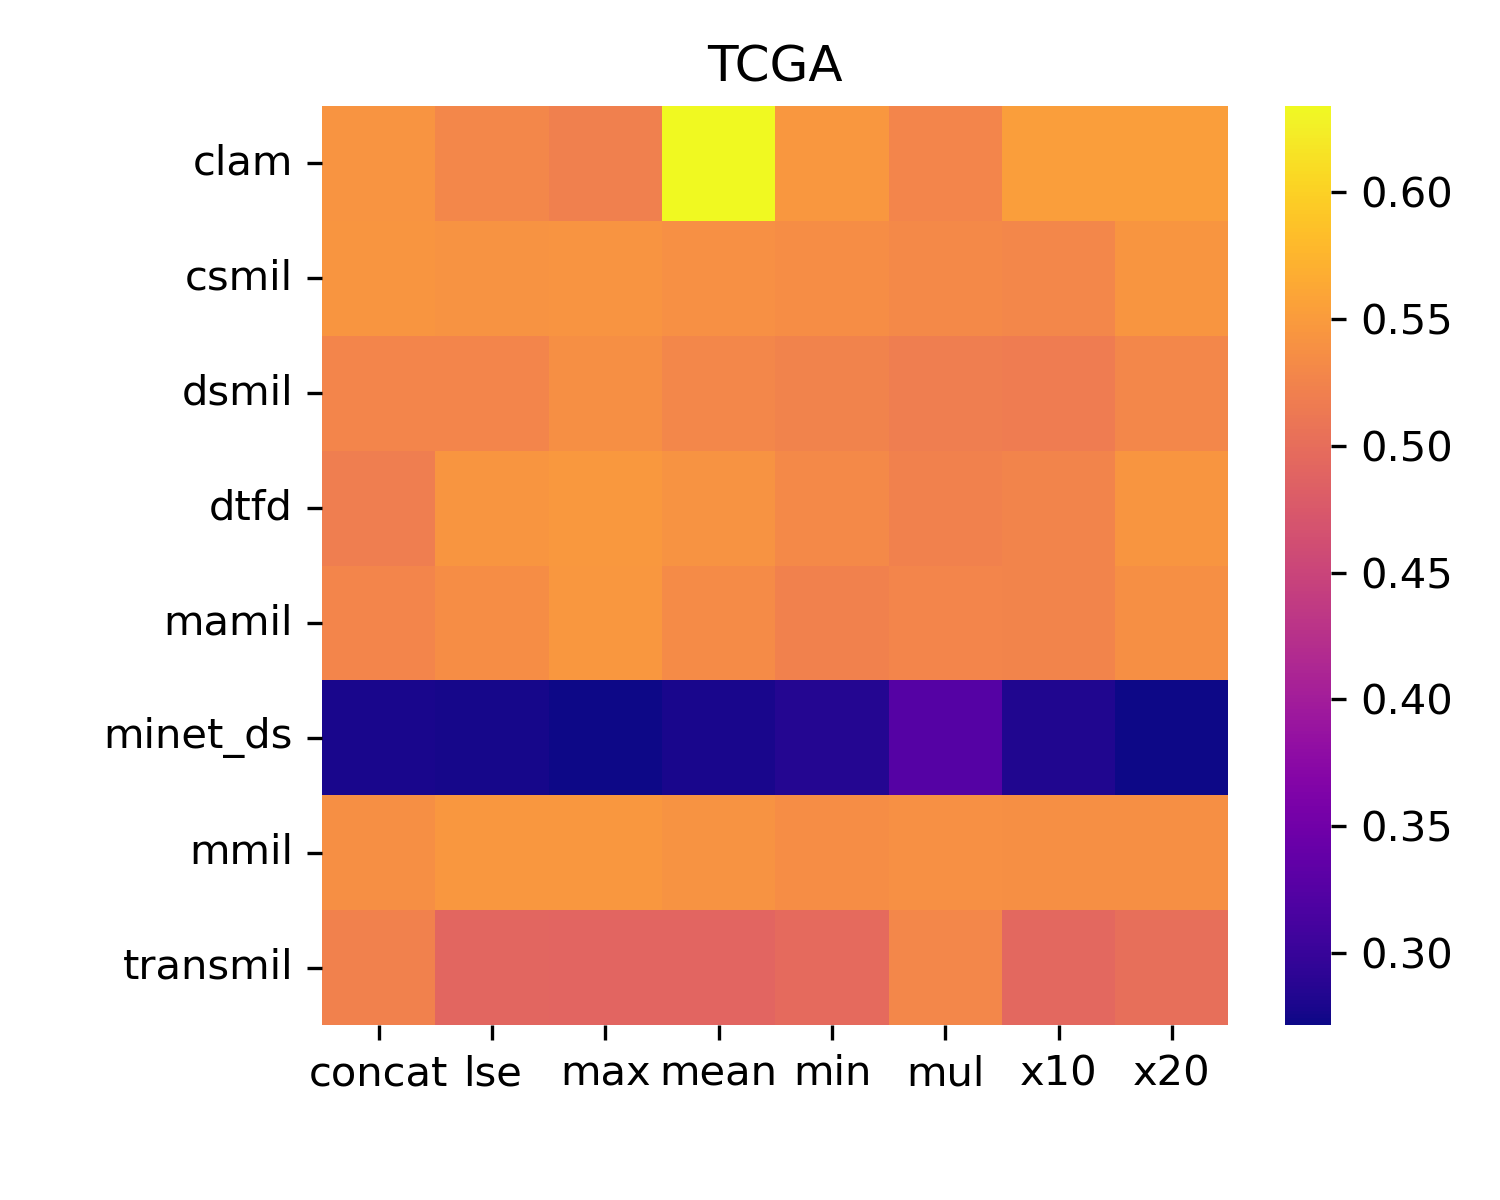 TCGA
clam
csmil
dsmil
dtfd
mamil
minet_ds
mmil
transmil
concat lse max mean min mul x10 x20
0.60
0.55
0.50
0.45
0.40
0.35
0.30